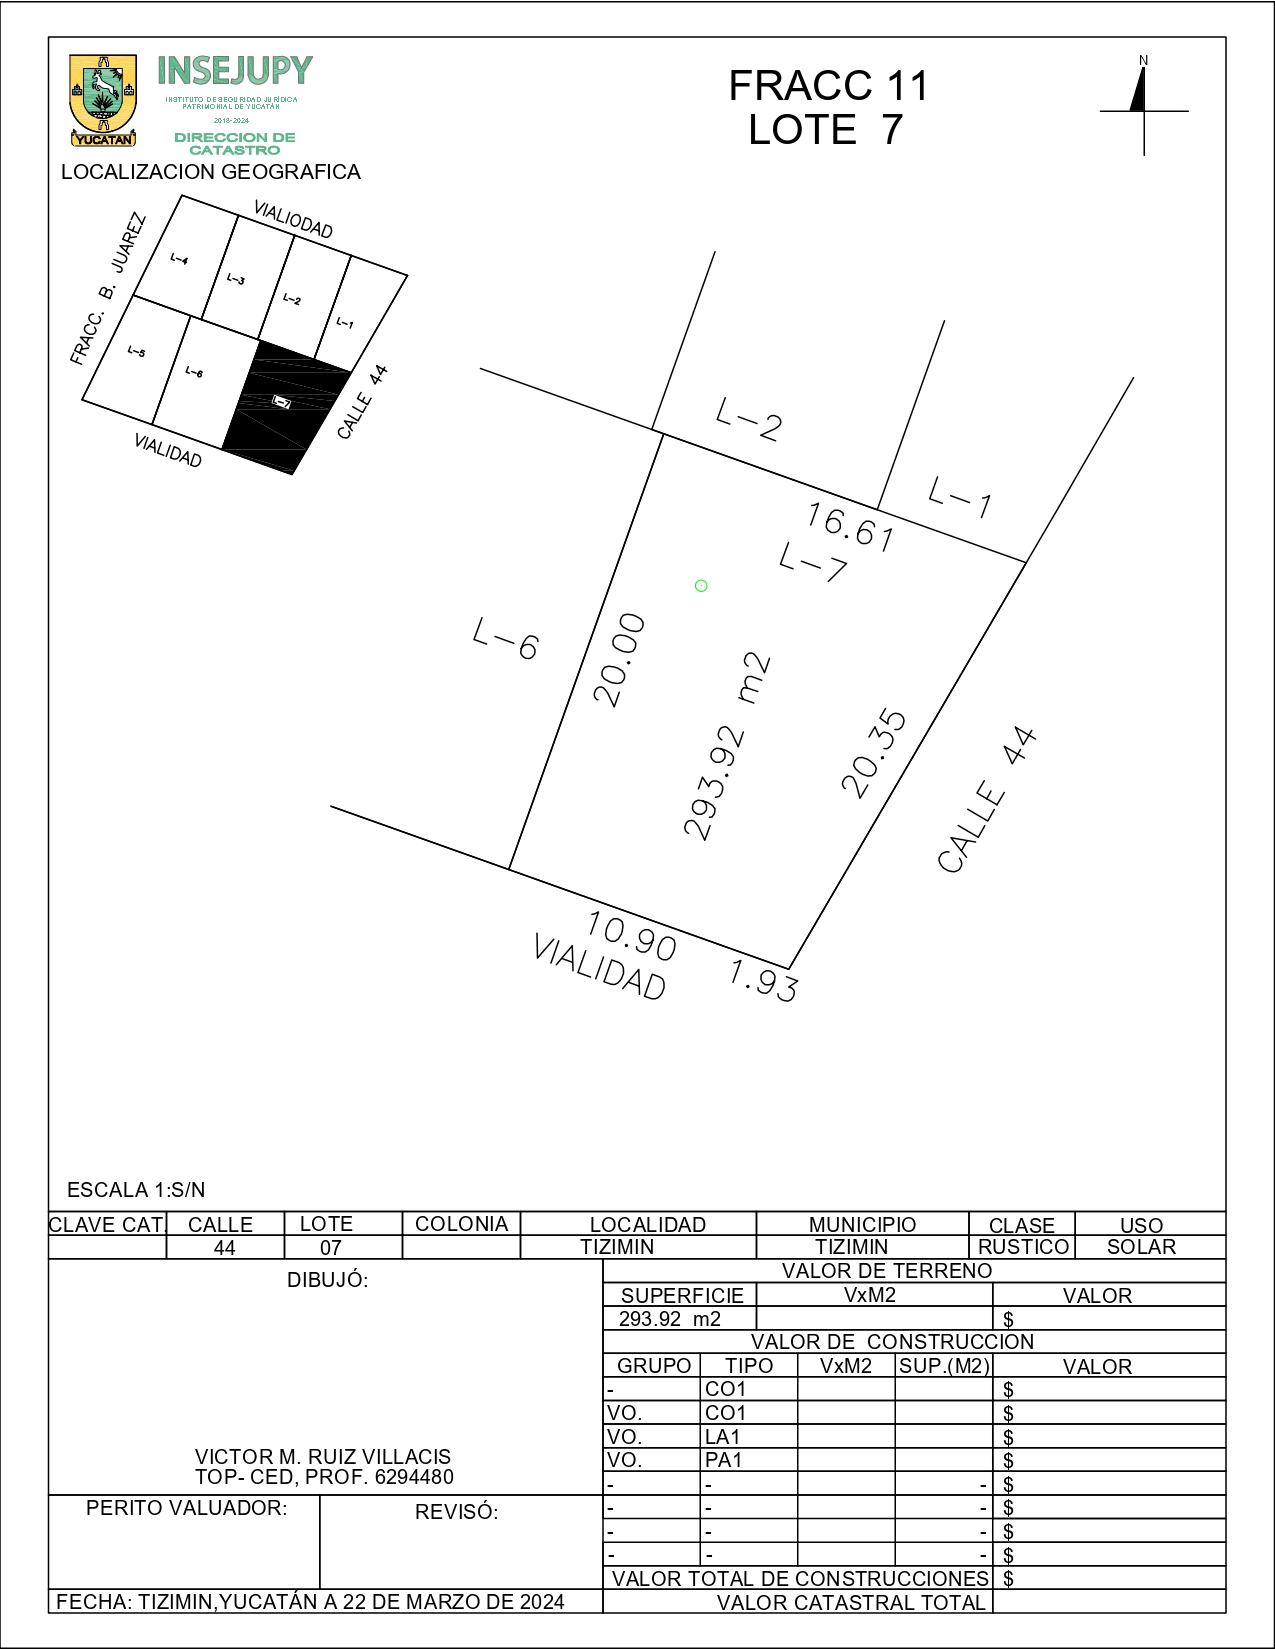 INSEJUPY
INSTITUTO DE SEGURIDAD JURÍDICA
PATRIMONIAL DE YUCATÁN
2018-2024
DIRECCION DE
CATASTRO
YUCATAN
FRACC 11
LOTE 7
N
LOCALIZACION GEOGRAFICA
VIALIODAD
FRACC. B. JUAREZ
L-4
L-3
L-2
L-1
L-5
L-6
L-7
CALLE 44
VIALIDAD
L-2
L-1
16.61
L-7
L-6
20.00
293.92 m2
20.35
CALLE 44
10.90
VIALIDAD
1.93
ESCALA 1:S/N
CLAVE CAT. CALLE LOTE COLONIA LOCALIDAD MUNICIPIO CLASE USO
44 07 TIZIMIN TIZIMIN RUSTICO SOLAR
DIBUJÓ:
VICTOR M. RUIZ VILLACIS
TOP- CED, PROF. 6294480
PERITO VALUADOR: REVISÓ:
FECHA: TIZIMIN,YUCATÁN A 22 DE MARZO DE 2024
VALOR DE TERRENO
SUPERFICIE VxM2 VALOR
293.92 m2 $
VALOR DE CONSTRUCCION
GRUPO TIPO VxM2 SUP.(M2) VALOR
- CO1 $
VO. CO1 $
VO. LA1 $
VO. PA1 $
- - - $
- - - $
- - - $
- - - $
VALOR TOTAL DE CONSTRUCCIONES $
VALOR CATASTRAL TOTAL